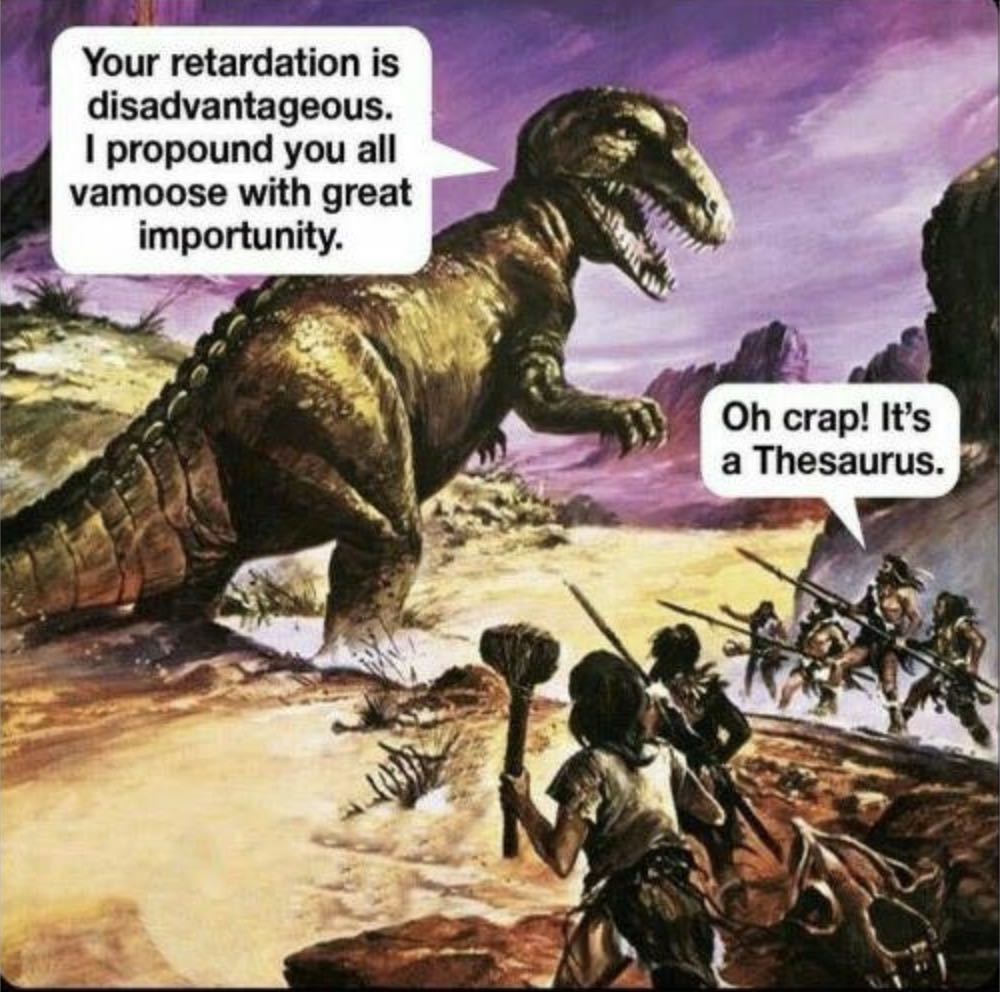 Your retardation is
disadvantageous.
I propound you all
vamoose with great
importunity.
Oh crap! It's
a Thesaurus.